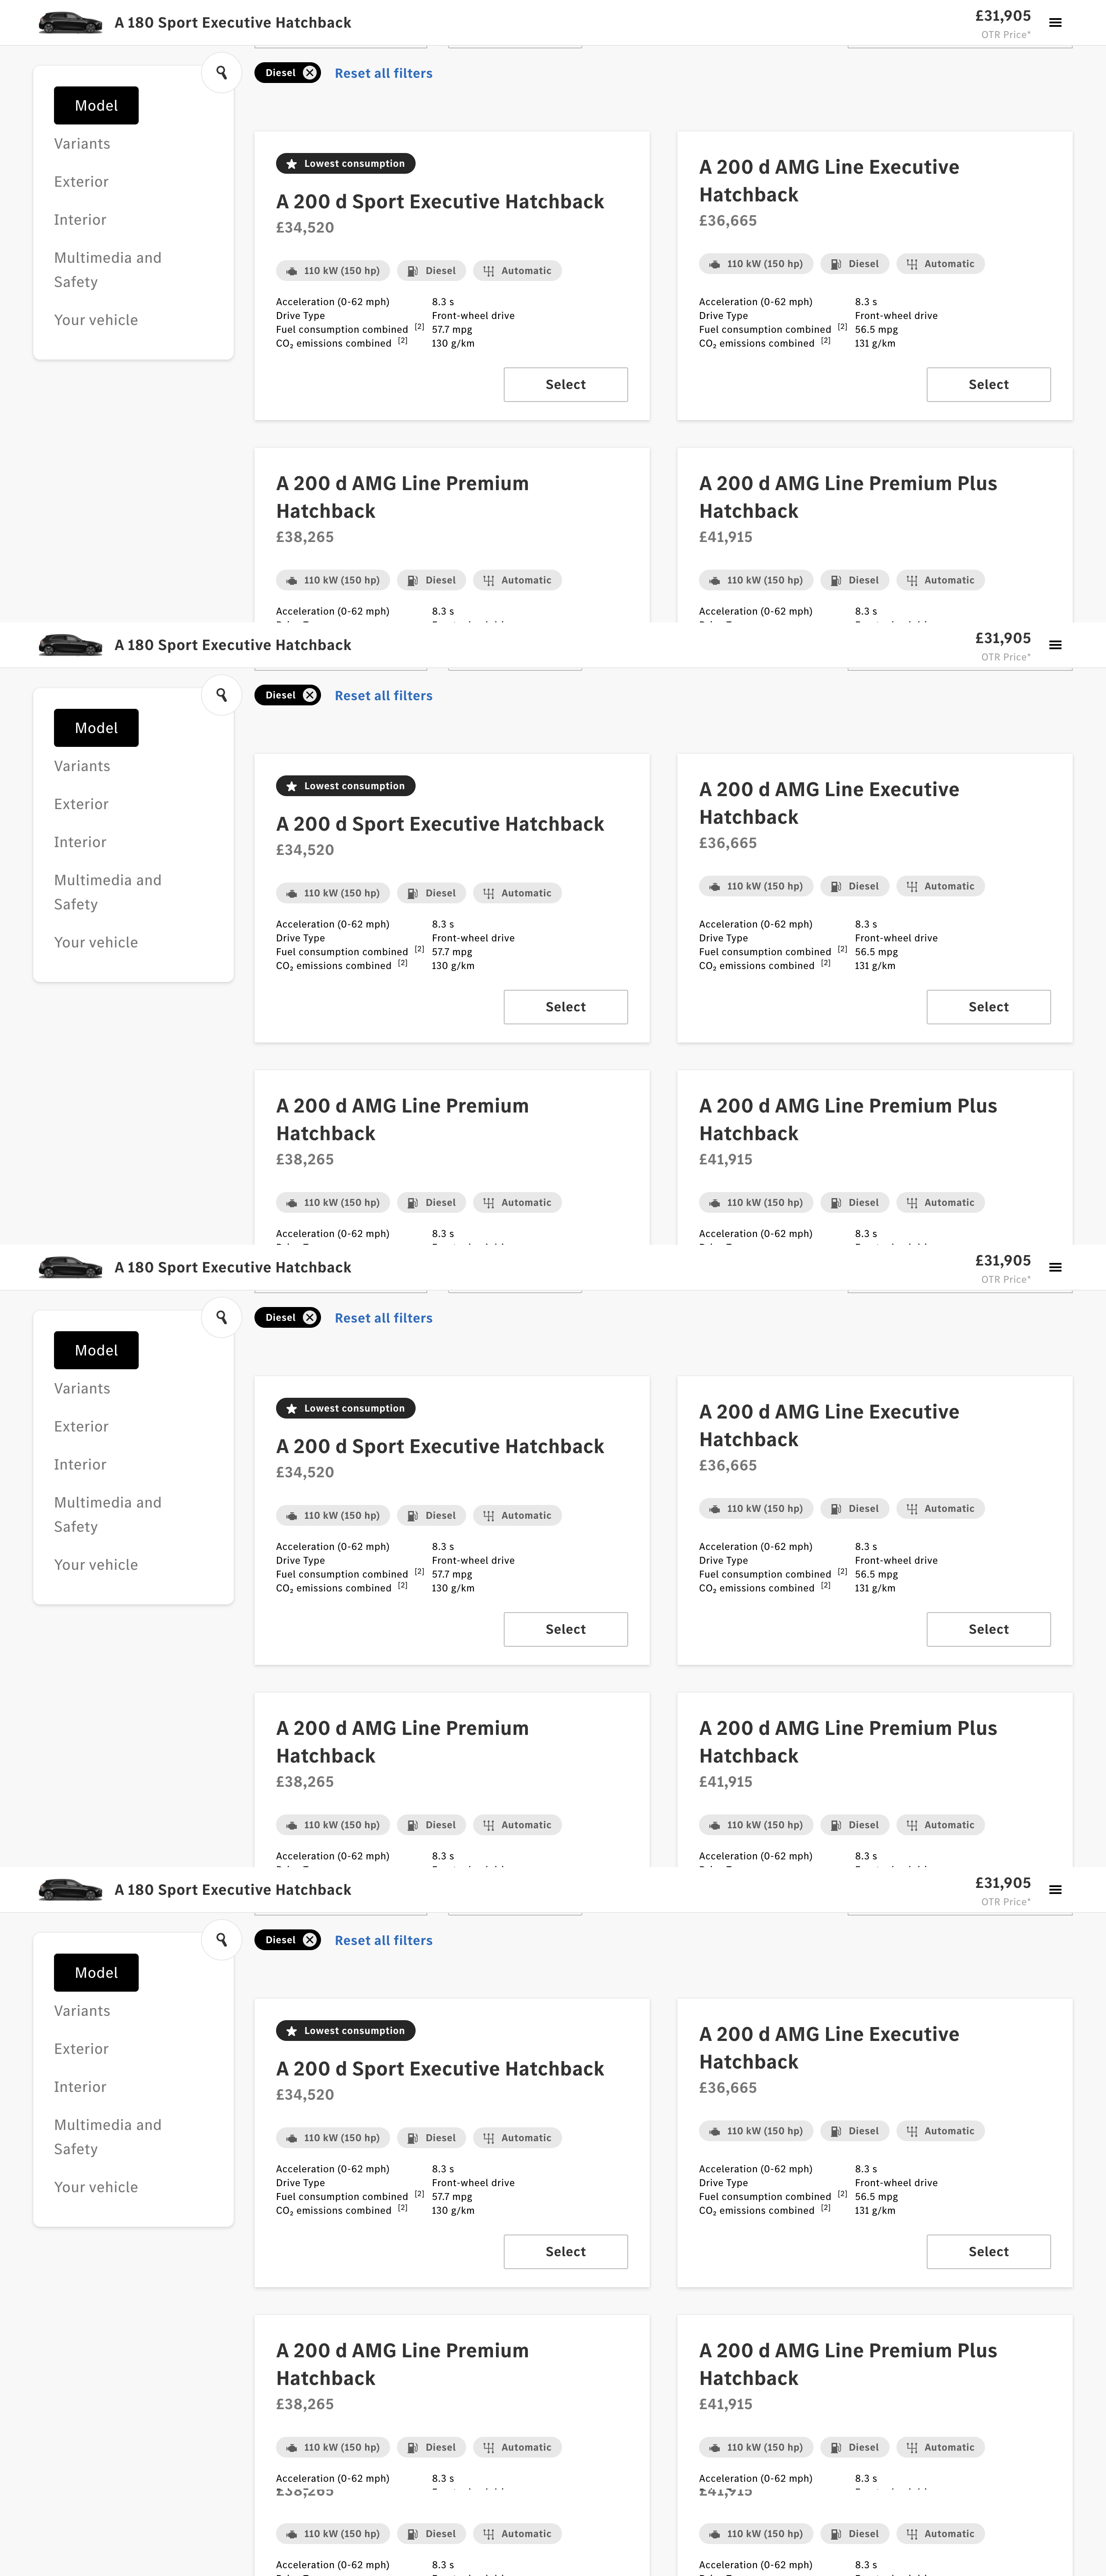 A 180 Sport Executive Hatchback
£31,905
OTR Price*
Diesel
Reset all filters
Model
Variants
Exterior
Interior
Multimedia and
Safety
Your vehicle
Lowest consumption
A 200 d Sport Executive Hatchback
£34,520
110 kW (150 hp)
Diesel
Automatic
Acceleration (0-62 mph) 8.3 s
Drive Type Front-wheel drive
Fuel consumption combined [2] 57.7 mpg
CO₂ emissions combined [2] 130 g/km
Select
A 200 d AMG Line Executive
Hatchback
£36,665
110 kW (150 hp)
Diesel
Automatic
Acceleration (0-62 mph) 8.3 s
Drive Type Front-wheel drive
Fuel consumption combined [2] 56.5 mpg
CO₂ emissions combined [2] 131 g/km
Select
A 200 d AMG Line Premium
Hatchback
£38,265
110 kW (150 hp)
Diesel
Automatic
Acceleration (0-62 mph) 8.3 s
A 200 d AMG Line Premium Plus
Hatchback
£41,915
110 kW (150 hp)
Diesel
Automatic
Acceleration (0-62 mph) 8.3 s
A 180 Sport Executive Hatchback
£31,905
OTR Price*
Diesel
Reset all filters
Model
Variants
Exterior
Interior
Multimedia and
Safety
Your vehicle
Lowest consumption
A 200 d Sport Executive Hatchback
£34,520
110 kW (150 hp)
Diesel
Automatic
Acceleration (0-62 mph) 8.3 s
Drive Type Front-wheel drive
Fuel consumption combined [2] 57.7 mpg
CO₂ emissions combined [2] 130 g/km
Select
A 200 d AMG Line Executive
Hatchback
£36,665
110 kW (150 hp)
Diesel
Automatic
Acceleration (0-62 mph) 8.3 s
Drive Type Front-wheel drive
Fuel consumption combined [2] 56.5 mpg
CO₂ emissions combined [2] 131 g/km
Select
A 200 d AMG Line Premium
Hatchback
£38,265
110 kW (150 hp)
Diesel
Automatic
Acceleration (0-62 mph) 8.3 s
A 200 d AMG Line Premium Plus
Hatchback
£41,915
110 kW (150 hp)
Diesel
Automatic
Acceleration (0-62 mph) 8.3 s
A 180 Sport Executive Hatchback
£31,905
OTR Price*
Diesel
Reset all filters
Model
Variants
Exterior
Interior
Multimedia and
Safety
Your vehicle
Lowest consumption
A 200 d Sport Executive Hatchback
£34,520
110 kW (150 hp)
Diesel
Automatic
Acceleration (0-62 mph) 8.3 s
Drive Type Front-wheel drive
Fuel consumption combined [2] 57.7 mpg
CO₂ emissions combined [2] 130 g/km
Select
A 200 d AMG Line Executive
Hatchback
£36,665
110 kW (150 hp)
Diesel
Automatic
Acceleration (0-62 mph) 8.3 s
Drive Type Front-wheel drive
Fuel consumption combined [2] 56.5 mpg
CO₂ emissions combined [2] 131 g/km
Select
A 200 d AMG Line Premium
Hatchback
£38,265
110 kW (150 hp)
Diesel
Automatic
Acceleration (0-62 mph) 8.3 s
A 200 d AMG Line Premium Plus
Hatchback
£41,915
110 kW (150 hp)
Diesel
Automatic
Acceleration (0-62 mph) 8.3 s
A 180 Sport Executive Hatchback
£31,905
OTR Price*
Diesel
Reset all filters
Model
Variants
Exterior
Interior
Multimedia and
Safety
Your vehicle
Lowest consumption
A 200 d Sport Executive Hatchback
£34,520
110 kW (150 hp)
Diesel
Automatic
Acceleration (0-62 mph) 8.3 s
Drive Type Front-wheel drive
Fuel consumption combined [2] 57.7 mpg
CO₂ emissions combined [2] 130 g/km
Select
A 200 d AMG Line Executive
Hatchback
£36,665
110 kW (150 hp)
Diesel
Automatic
Acceleration (0-62 mph) 8.3 s
Drive Type Front-wheel drive
Fuel consumption combined [2] 56.5 mpg
CO₂ emissions combined [2] 131 g/km
Select
A 200 d AMG Line Premium
Hatchback
£38,265
110 kW (150 hp)
Diesel
Automatic
Acceleration (0-62 mph) 8.3 s
A 200 d AMG Line Premium Plus
Hatchback
£41,915
110 kW (150 hp)
Diesel
Automatic
Acceleration (0-62 mph) 8.3 s
£38,265
110 kW (150 hp)
Diesel
Automatic
Acceleration (0-62 mph) 8.3 s
£41,915
110 kW (150 hp)
Diesel
Automatic
Acceleration (0-62 mph) 8.3 s